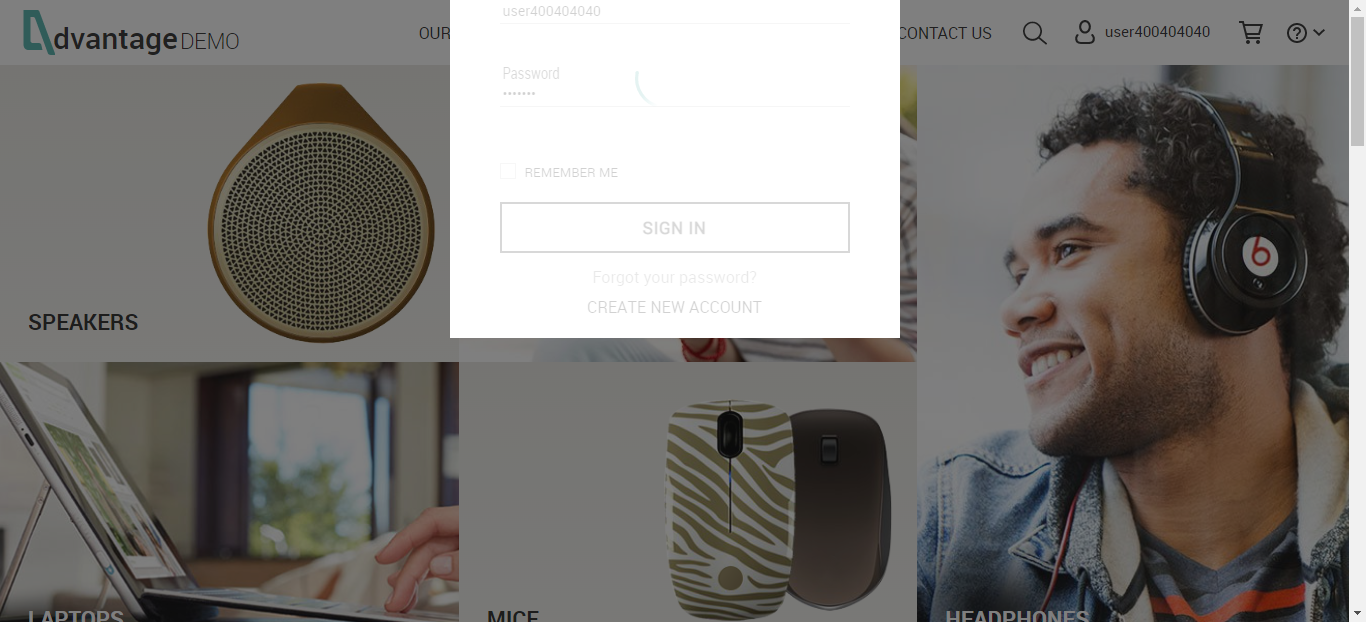 user400404040
Advantage DEMO
OUR
CONTACT US
user400404040
Password
•••••••
REMEMBER ME
SIGN IN
Forgot your password?
CREATE NEW ACCOUNT
SPEAKERS
LAPTOPS
MICE
HEADPHONES